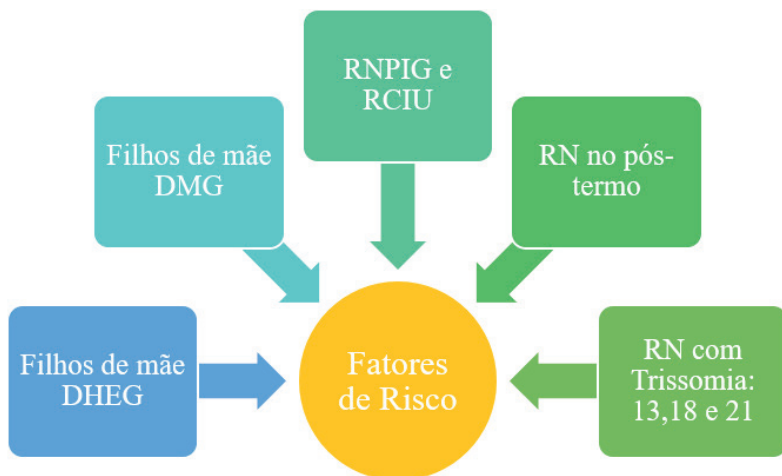 Filhos de mãe
DHEG
Filhos de mãe
DMG
RNPIG e
RCIU
RN no pós-
termo
RN com
Trissomia:
13,18 e 21
Fatores
de Risco